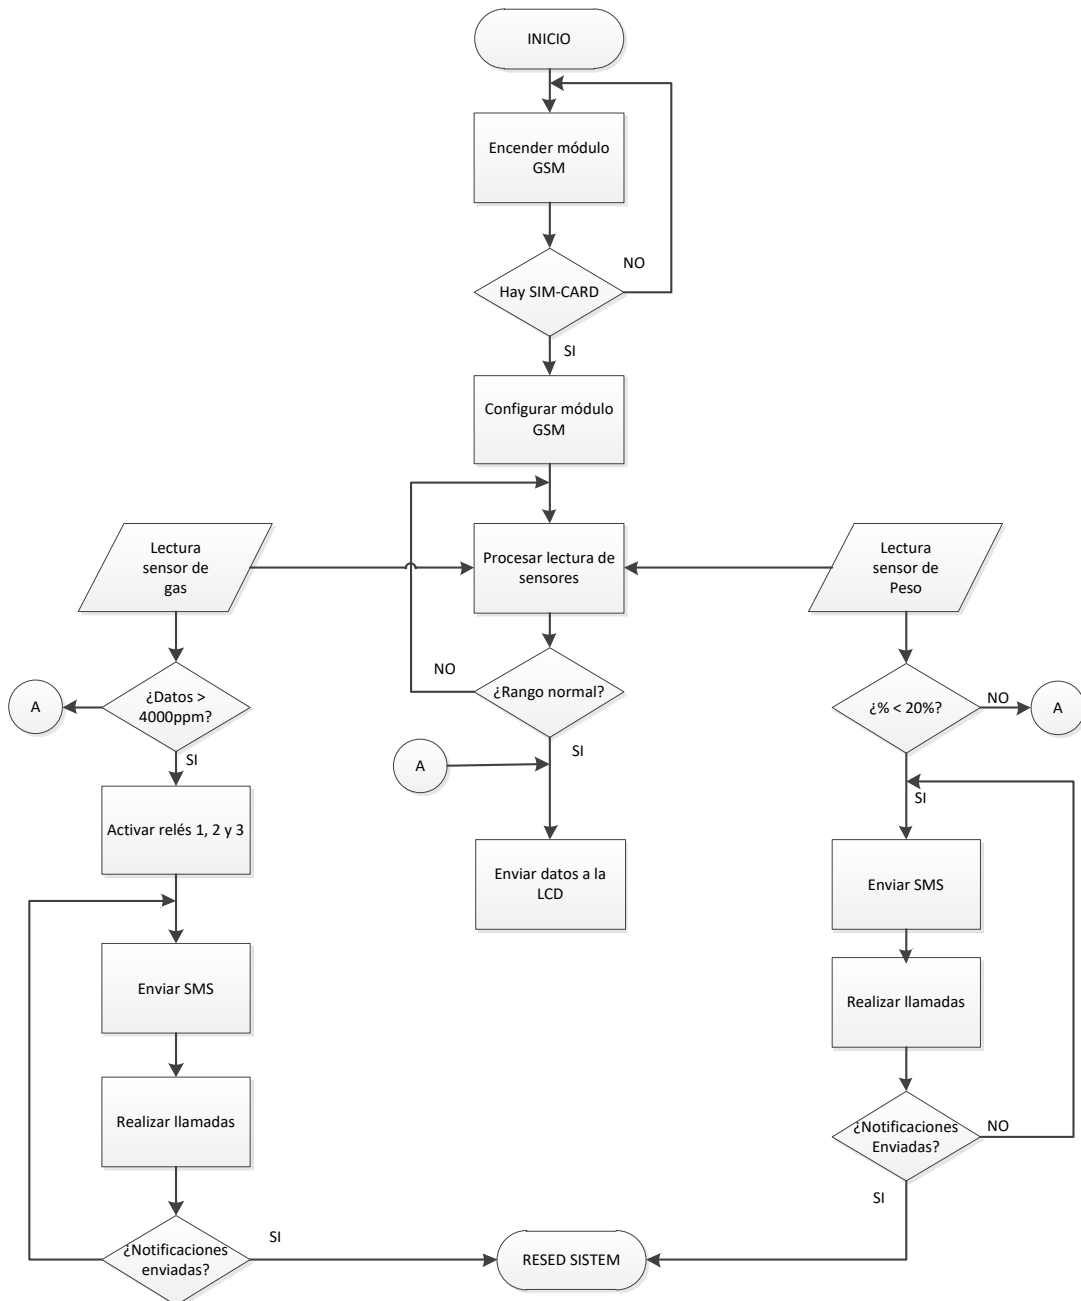 INICIO
Encender módulo
GSM
NO
Hay SIM-CARD
SI
Configurar módulo
GSM
Lectura
sensor de
gas
Procesar lectura de
sensores
Lectura
sensor de
Peso
NO
¿Rango normal?
SI
¿Datos >
4000ppm?
A
SI
¿% < 20%?
NO
A
A
SI
Activar relés 1, 2 y 3
Enviar datos a la
LCD
Enviar SMS
Realizar llamadas
¿Notificaciones
Enviadas?
NO
SI
Enviar SMS
Realizar llamadas
¿Notificaciones
enviadas?
SI
RESED SISTEM